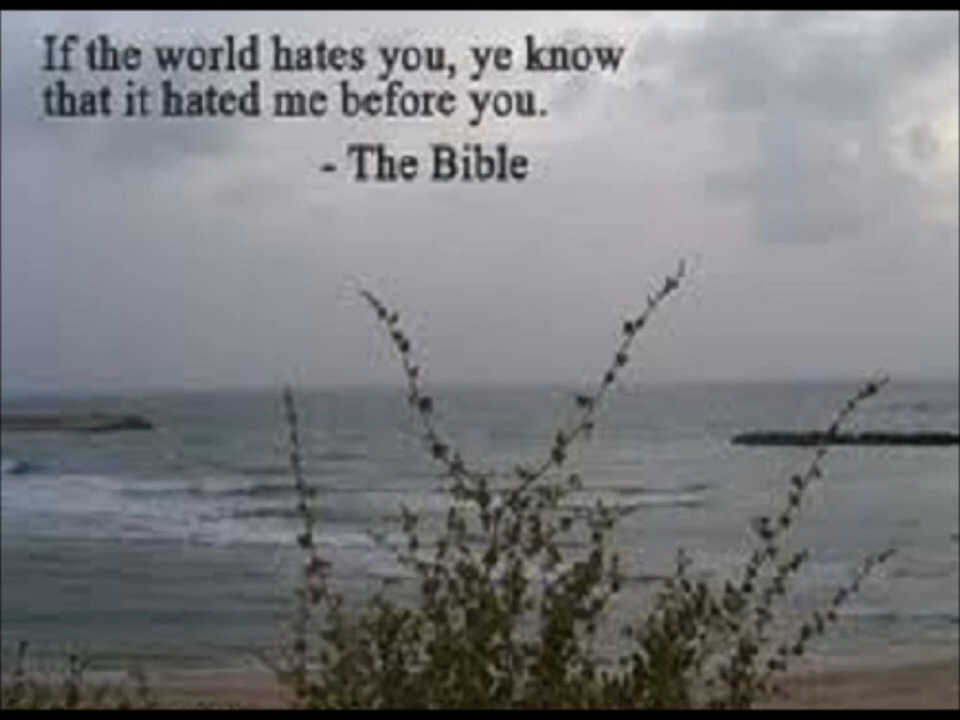 If the world hates you, ye know
that it hated me before you.
- The Bible